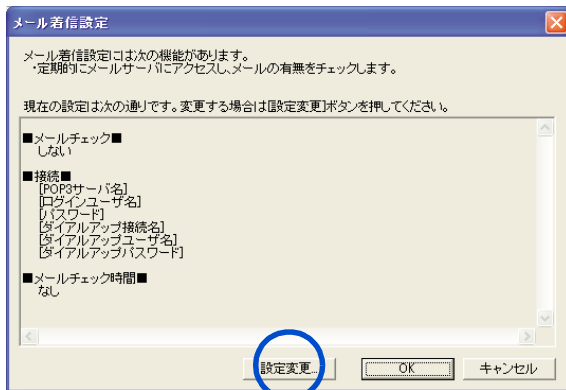 メール着信設定
メール着信設定には次の機能があります。
・定期的にメールサーバにアクセスし、メールの有無をチェックします。
現在の設定は次の通りです。変更する場合は[設定変更]ボタンを押してください。
■メールチェック■
しない
■接続■
[POP3サーバ名]
[ログインユーザ名]
[パスワード]
[ダイアルアップ接続名]
[ダイアルアップユーザ名]
[ダイアルアップパスワード]
■メールチェック時間■
なし
設定変更... OK キャンセル